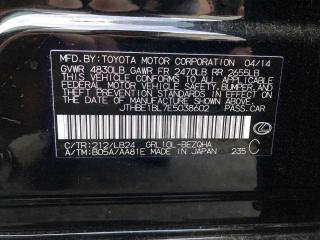 MFD. BY: TOYOTA MOTOR CORPORATION 04/14
GVWR 4830LB GAWR FR 2470LB RR 2655LB
THIS VEHICLE CONFORMS TO ALL APPLICABLE
FEDERAL MOTOR VEHICLE SAFETY, BUMPER, AND
THEFT PREVENTION STANDARDS IN EFFECT ON
THE DATE OF MANUFACTURE SHOWN ABOVE.
JTHBE1BL7E5038602 PASS. CAR
C/TR: 212/LB24 GRL10L-BEZQHA
A/TM: B05A/AA81E MADE IN JAPAN 235 C